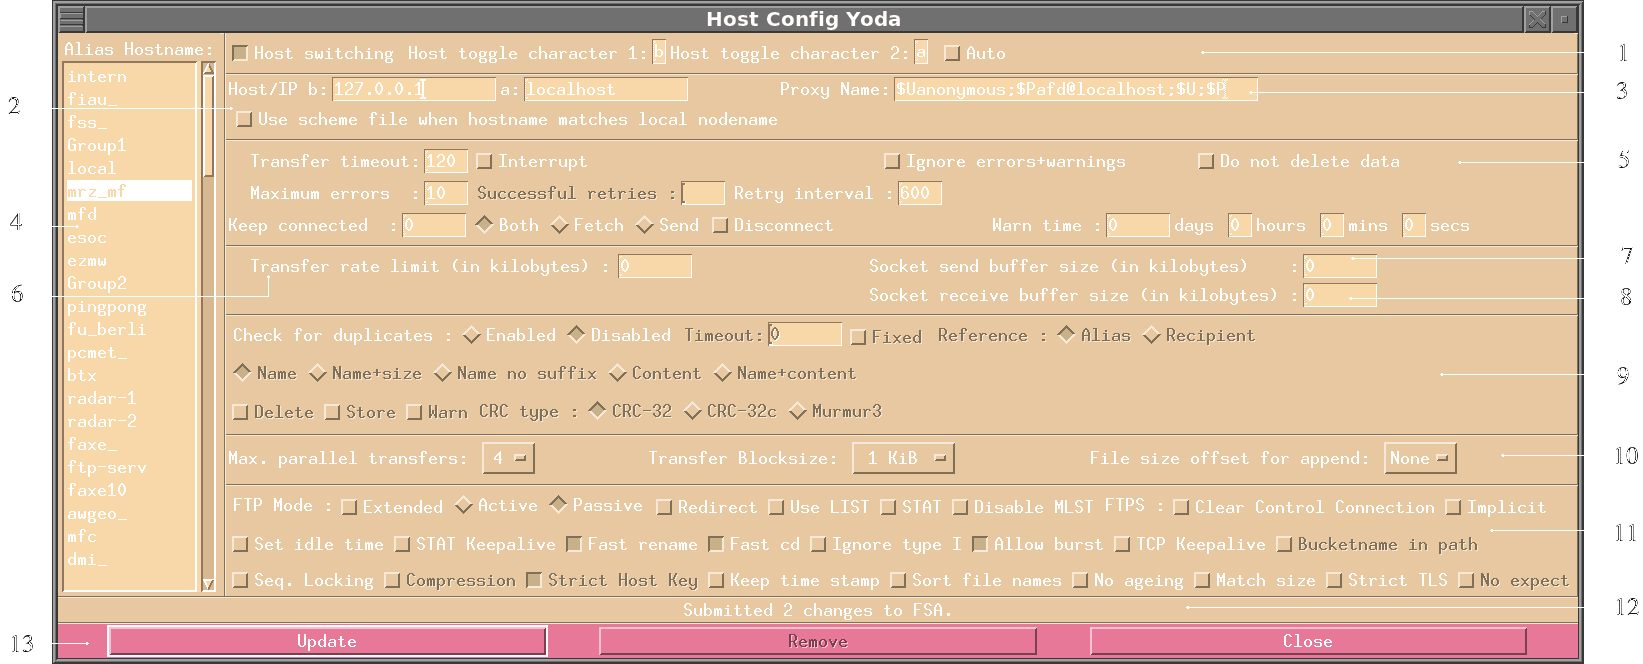 Host Config Yoda
Alias Hostname:
intern
fiau_
fss_
Group1
local
mrz_mf
mfd
esoc
ezmw
Group2
pingpong
fu_berli
pcmet_
btx
radar-1
radar-2
faxe_
ftp-serv
faxe10
awgeo_
mfc
dmi_
Host switching Host toggle character 1: b Host toggle character 2: a Auto
Host/IP b: 127.0.0.1 a: localhost Proxy Name: $Uanonymous;$Pafd@localhost;$U;$P
Use scheme file when hostname matches local nodename
Transfer timeout: 120 Interrupt Ignore errors+warnings Do not delete data
Maximum errors : 10 Successful retries : Retry interval : 600
Keep connected : 0 Both Fetch Send Disconnect Warn time : 0 days 0 hours 0 mins 0 secs
Transfer rate limit (in kilobytes) : 0 Socket send buffer size (in kilobytes) : 0
Socket receive buffer size (in kilobytes) : 0
Check for duplicates : Enabled Disabled Timeout: 0 Fixed Reference : Alias Recipient
Name Name+size Name no suffix Content Name+content
Delete Store Warn CRC type : CRC-32 CRC-32c Murmur3
Max. parallel transfers: 4 Transfer Blocksize: 1 KiB File size offset for append: None
FTP Mode : Extended Active Passive Redirect Use LIST STAT Disable MLST FTPS : Clear Control Connection Implicit
Set idle time STAT Keepalive Fast rename Fast cd Ignore type I Allow burst TCP Keepalive Bucketname in path
Seq. Locking Compression Strict Host Key Keep time stamp Sort file names No ageing Match size Strict TLS No expect
Submitted 2 changes to FSA.
Update Remove Close
1
2
3
4
5
6
7
8
9
10
11
12
13